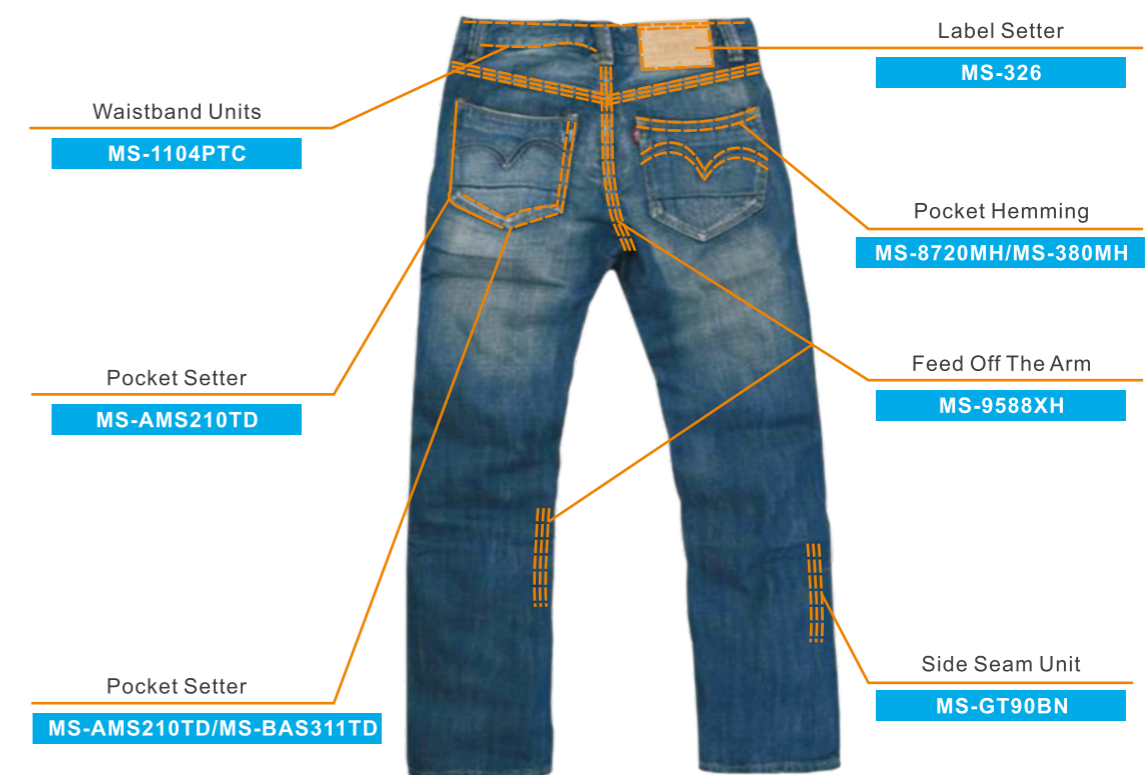 Label Setter
MS-326
Waistband Units
MS-1104PTC
Pocket Hemming
MS-8720MH/MS-380MH
Feed Off The Arm
MS-9588XH
Pocket Setter
MS-AMS210TD
Side Seam Unit
MS-GT90BN
Pocket Setter
MS-AMS210TD/MS-BAS311TD